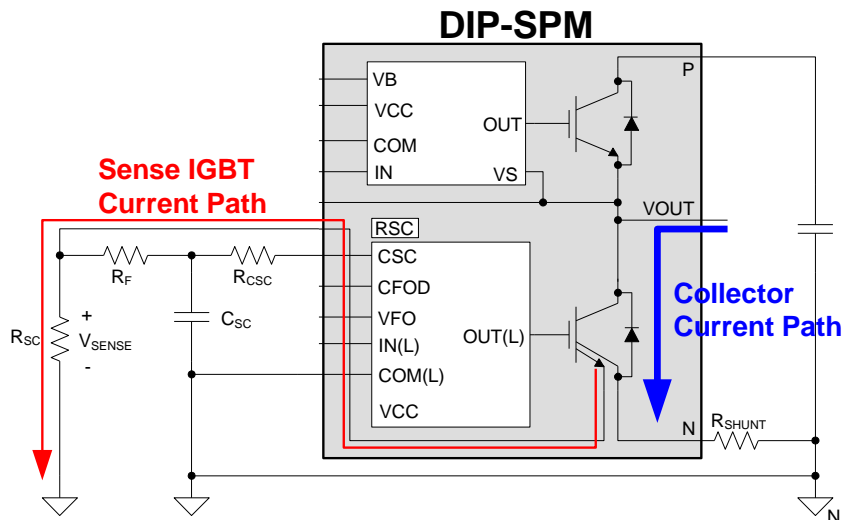 DIP-SPM
P
VB
VCC
COM
IN
OUT
VS
Sense IGBT
Current Path
VOUT
RSC
CSC
CFOD
VFO
IN(L)
COM(L)
VCC
OUT(L)
RF
RCSC
CSC
RSC
+
VSENSE
-
Collector
Current Path
N
RSHUNT
N